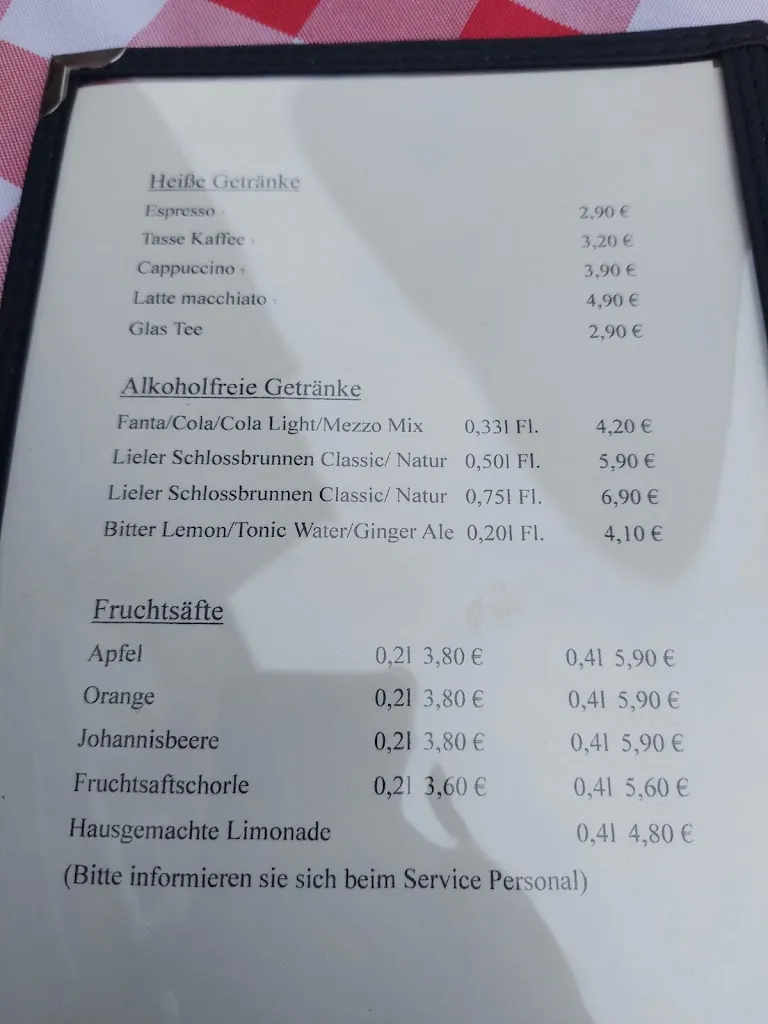 Heiße Getränke
Espresso 2,90 €
Tasse Kaffee 3,20 €
Cappuccino 3,90 €
Latte macchiato 4,90 €
Glas Tee 2,90 €
Alkoholfreie Getränke
Fanta/Cola/Cola Light/Mezzo Mix 0,33l Fl. 4,20 €
Lieler Schlossbrunnen Classic/ Natur 0,50l Fl. 5,90 €
Lieler Schlossbrunnen Classic/ Natur 0,75l Fl. 6,90 €
Bitter Lemon/Tonic Water/Ginger Ale 0,20l Fl. 4,10 €
Fruchtsäfte
Apfel 0,2l 3,80 € 0,4l 5,90 €
Orange 0,2l 3,80 € 0,4l 5,90 €
Johannisbeere 0,2l 3,80 € 0,4l 5,90 €
Fruchtsaftschorle 0,2l 3,60 € 0,4l 5,60 €
Hausgemachte Limonade 0,4l 4,80 €
(Bitte informieren sie sich beim Service Personal)